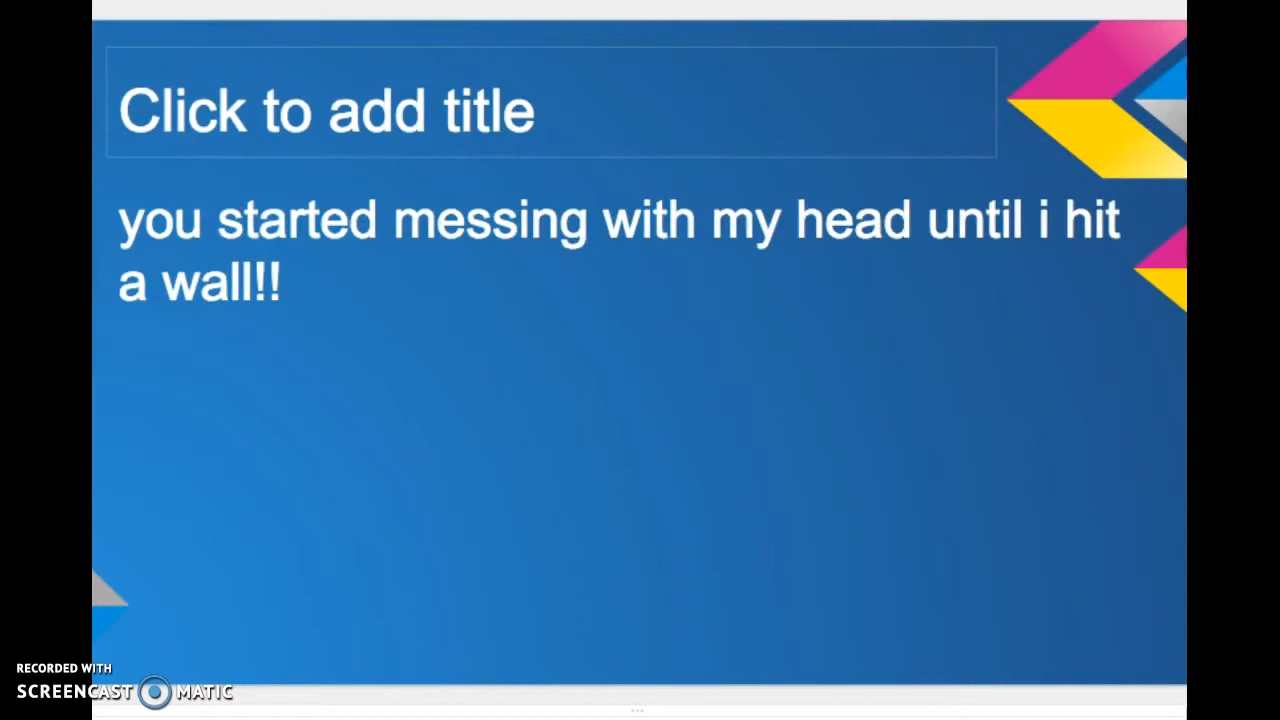 Click to add title
you started messing with my head until i hit
a wall!!
RECORDED WITH
SCREENCAST MATIC